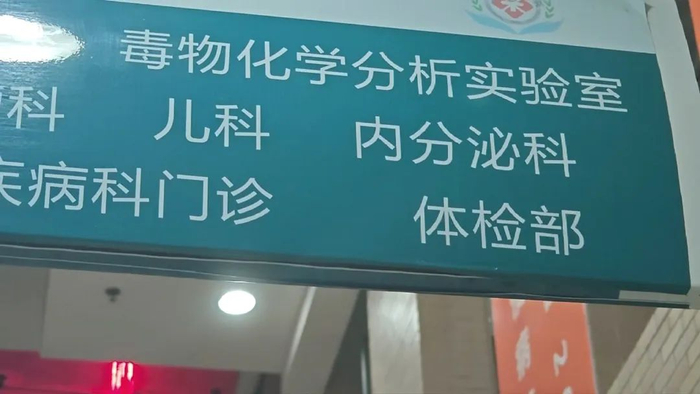 毒物化学分析实验室
科 儿科 内分泌科
疾病科门诊 体检部